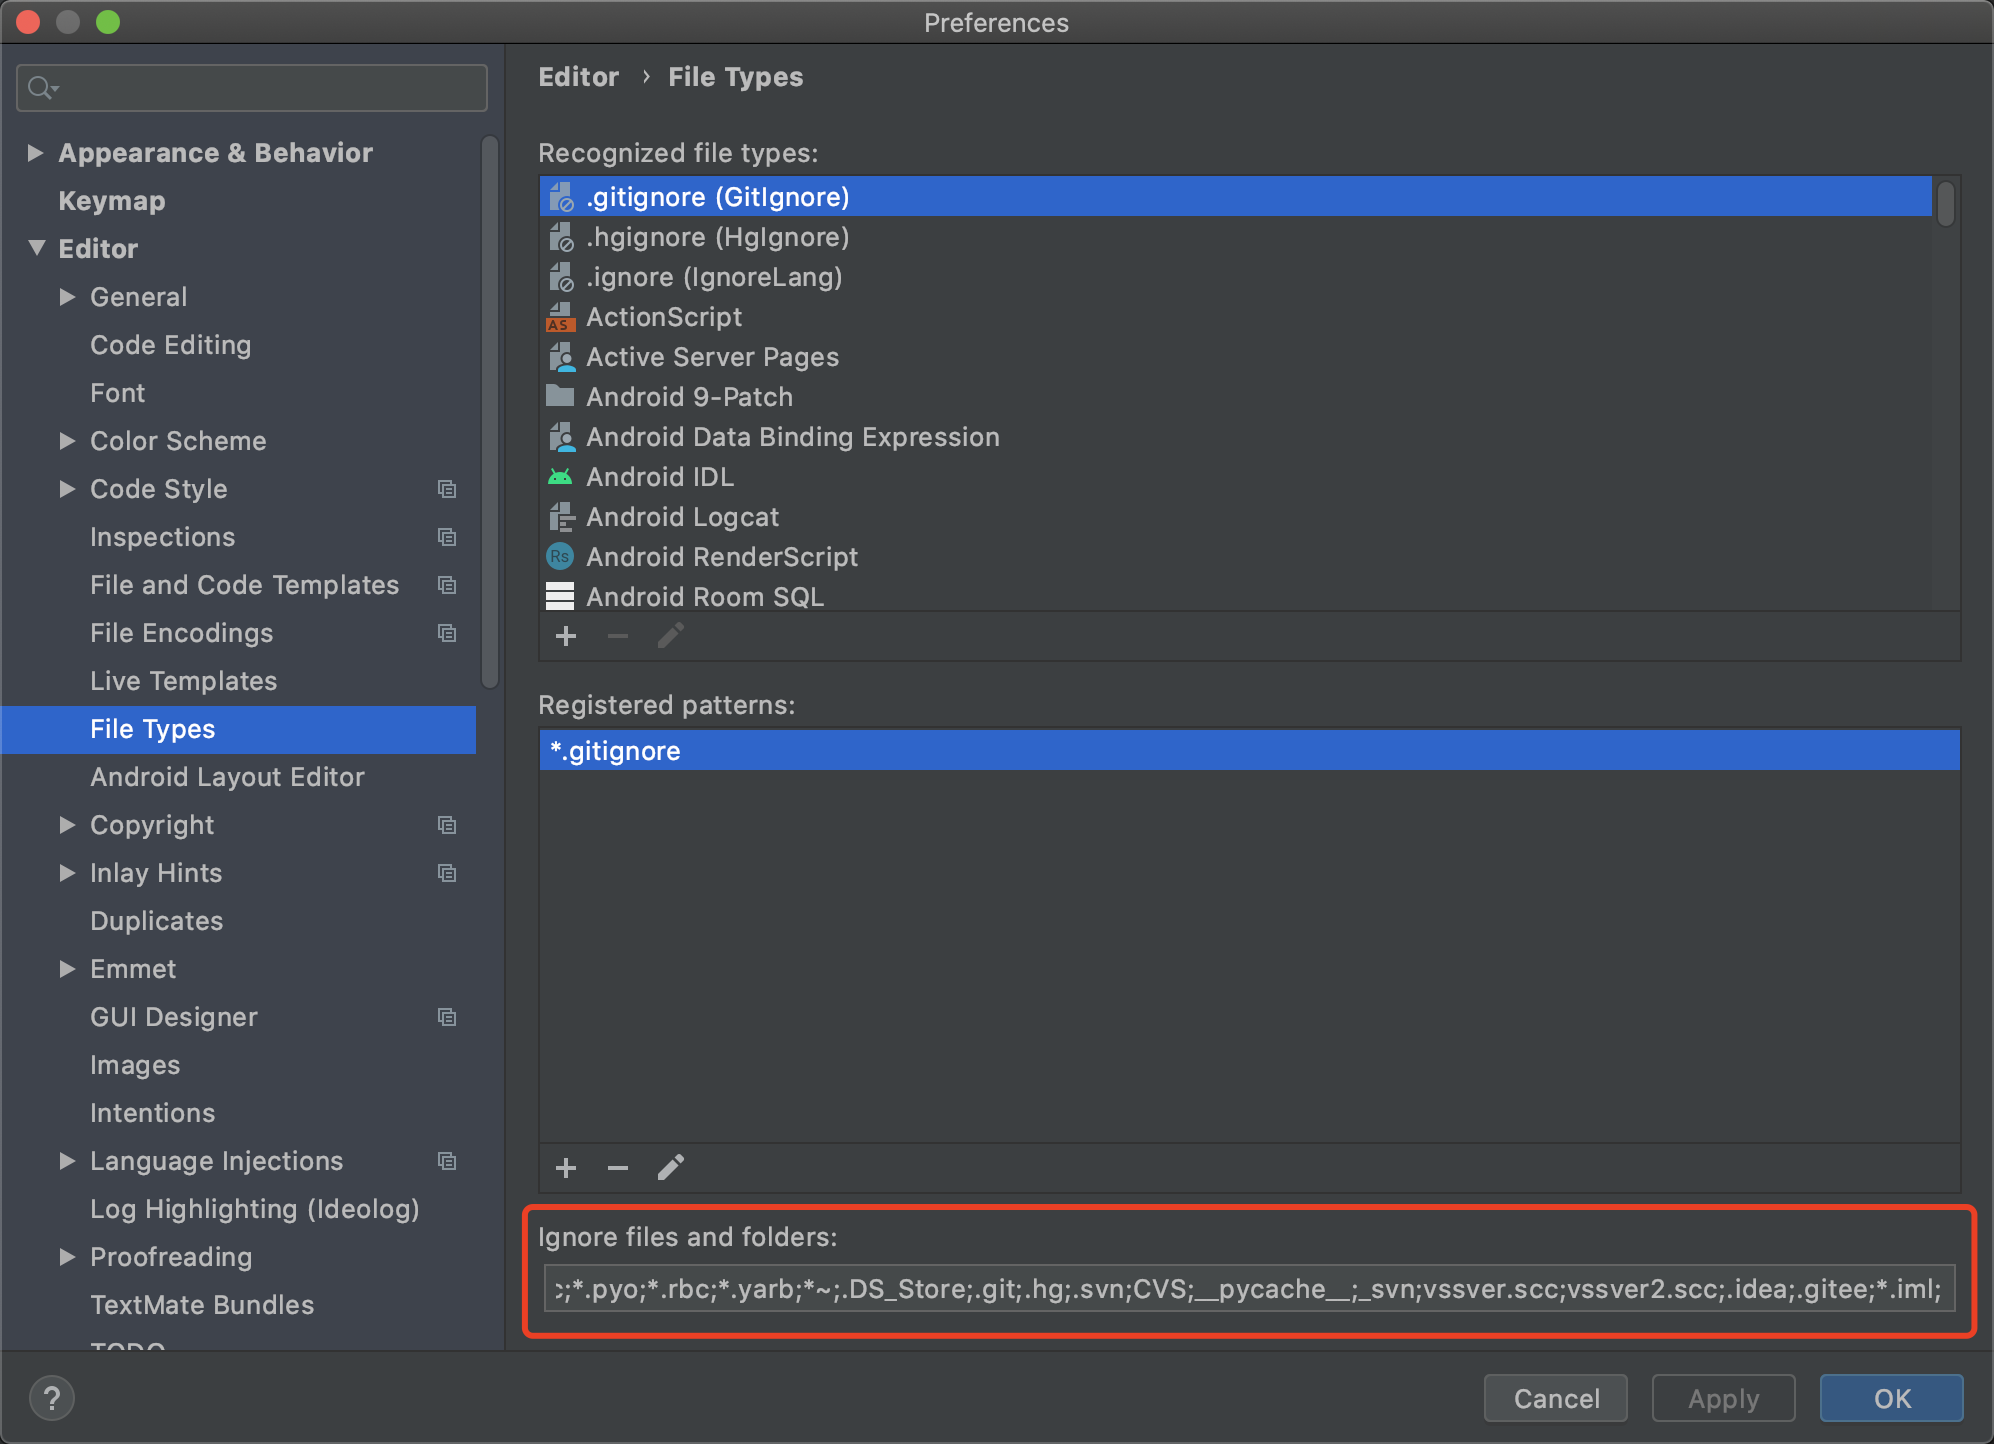 Preferences
Appearance & Behavior
Keymap
Editor
General
Code Editing
Font
Color Scheme
Code Style
Inspections
File and Code Templates
File Encodings
Live Templates
File Types
Android Layout Editor
Copyright
Inlay Hints
Duplicates
Emmet
GUI Designer
Images
Intentions
Language Injections
Log Highlighting (Ideolog)
Proofreading
TextMate Bundles
TODO
Editor › File Types
Recognized file types:
.gitignore (GitIgnore)
.hgignore (HgIgnore)
.ignore (IgnoreLang)
AS ActionScript
Active Server Pages
Android 9-Patch
Android Data Binding Expression
Android IDL
Android Logcat
Rs Android RenderScript
Android Room SQL
Registered patterns:
*.gitignore
Ignore files and folders:
;*.pyo;*.rbc;*.yarb;*~;.DS_Store;.git;.hg;.svn;CVS;__pycache__;_svn;vssver.scc;vssver2.scc;.idea;.gitee;*.iml;
?
Cancel
Apply
OK